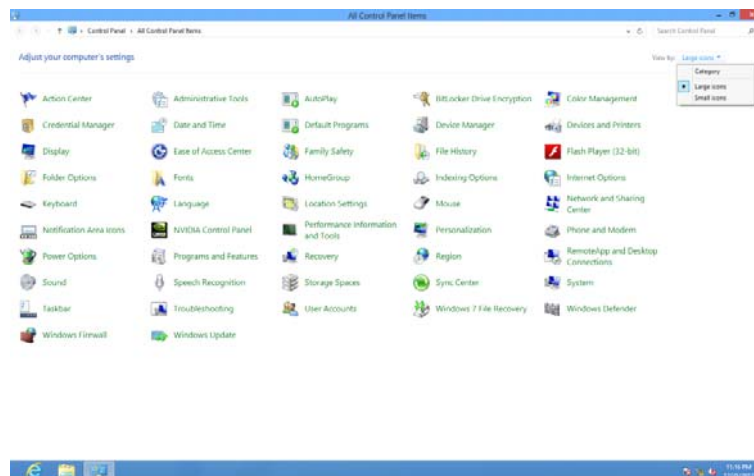 All Control Panel Items
Control Panel
All Control Panel Items
Search Control Panel
Adjust your computer's settings
View by: Large icons
Category
Large icons
Small icons
Action Center
Administrative Tools
AutoPlay
BitLocker Drive Encryption
Color Management
Credential Manager
Date and Time
Default Programs
Device Manager
Devices and Printers
Display
Ease of Access Center
Family Safety
File History
Flash Player (32-bit)
Folder Options
Fonts
HomeGroup
Indexing Options
Internet Options
Keyboard
Language
Location Settings
Mouse
Network and Sharing
Center
Notification Area Icons
NVIDIA Control Panel
Performance Information
and Tools
Personalization
Phone and Modem
Power Options
Programs and Features
Recovery
Region
RemoteApp and Desktop
Connections
Sound
Speech Recognition
Storage Spaces
Sync Center
System
Taskbar
Troubleshooting
User Accounts
Windows 7 File Recovery
Windows Defender
Windows Firewall
Windows Update
11:16 PM